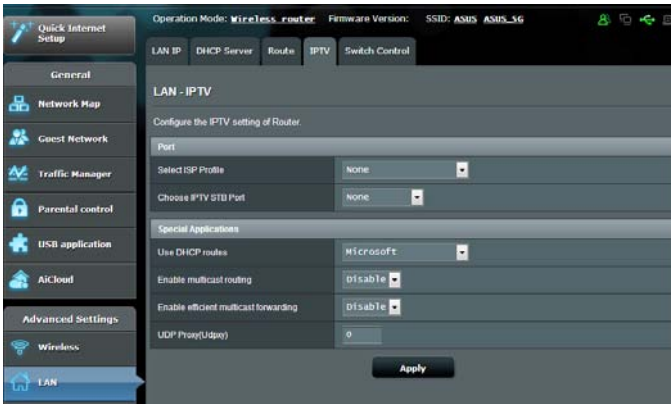 Quick Internet
Setup
Operation Mode: Wireless router Firmware Version: SSID: ASUS ASUS_5G
LAN IP DHCP Server Route IPTV Switch Control
General
Network Map
Guest Network
Traffic Manager
Parental control
USB application
AiCloud
Advanced Settings
Wireless
LAN
LAN - IPTV
Configure the IPTV setting of Router.
Port
Select ISP Profile None
Choose IPTV STB Port None
Special Applications
Use DHCP routes Microsoft
Enable multicast routing Disable
Enable efficient multicast forwarding Disable
UDP Proxy(Udpxy) 0
Apply